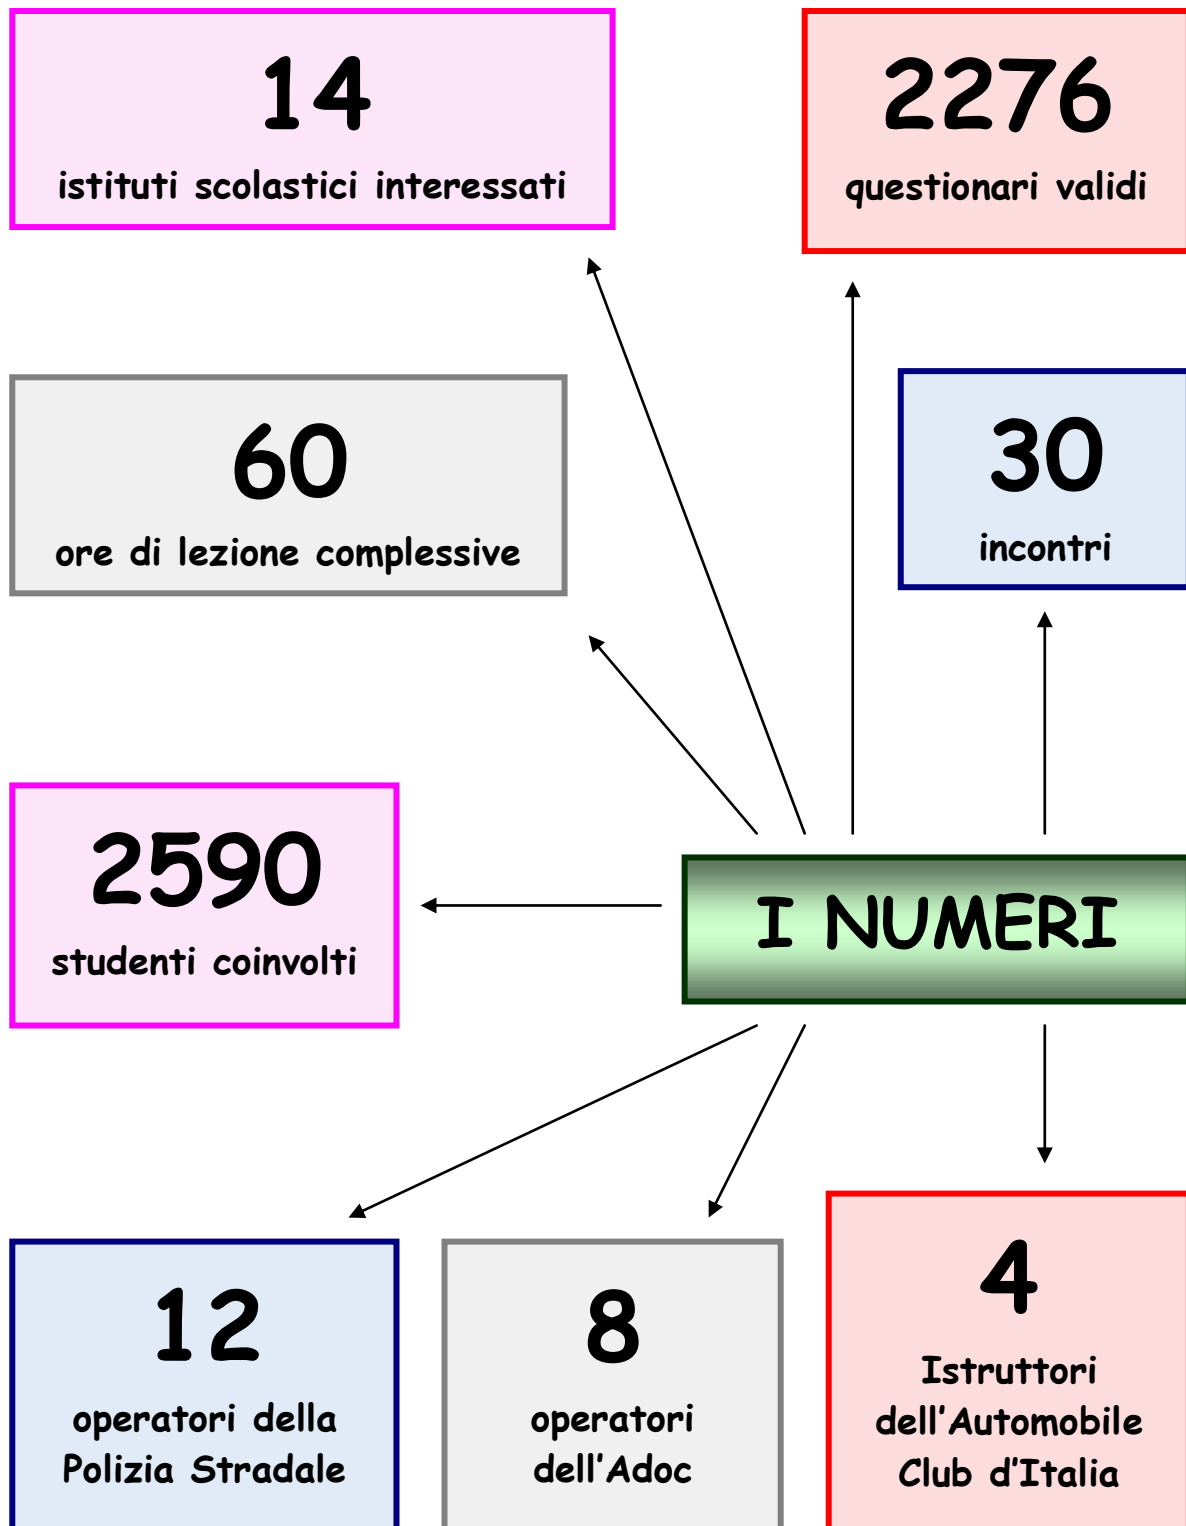 14
istituti scolastici interessati
2276
questionari validi
60
ore di lezione complessive
30
incontri
2590
studenti coinvolti
I NUMERI
12
operatori della
Polizia Stradale
8
operatori
dell'Adoc
4
Istruttori
dell'Automobile
Club d'Italia